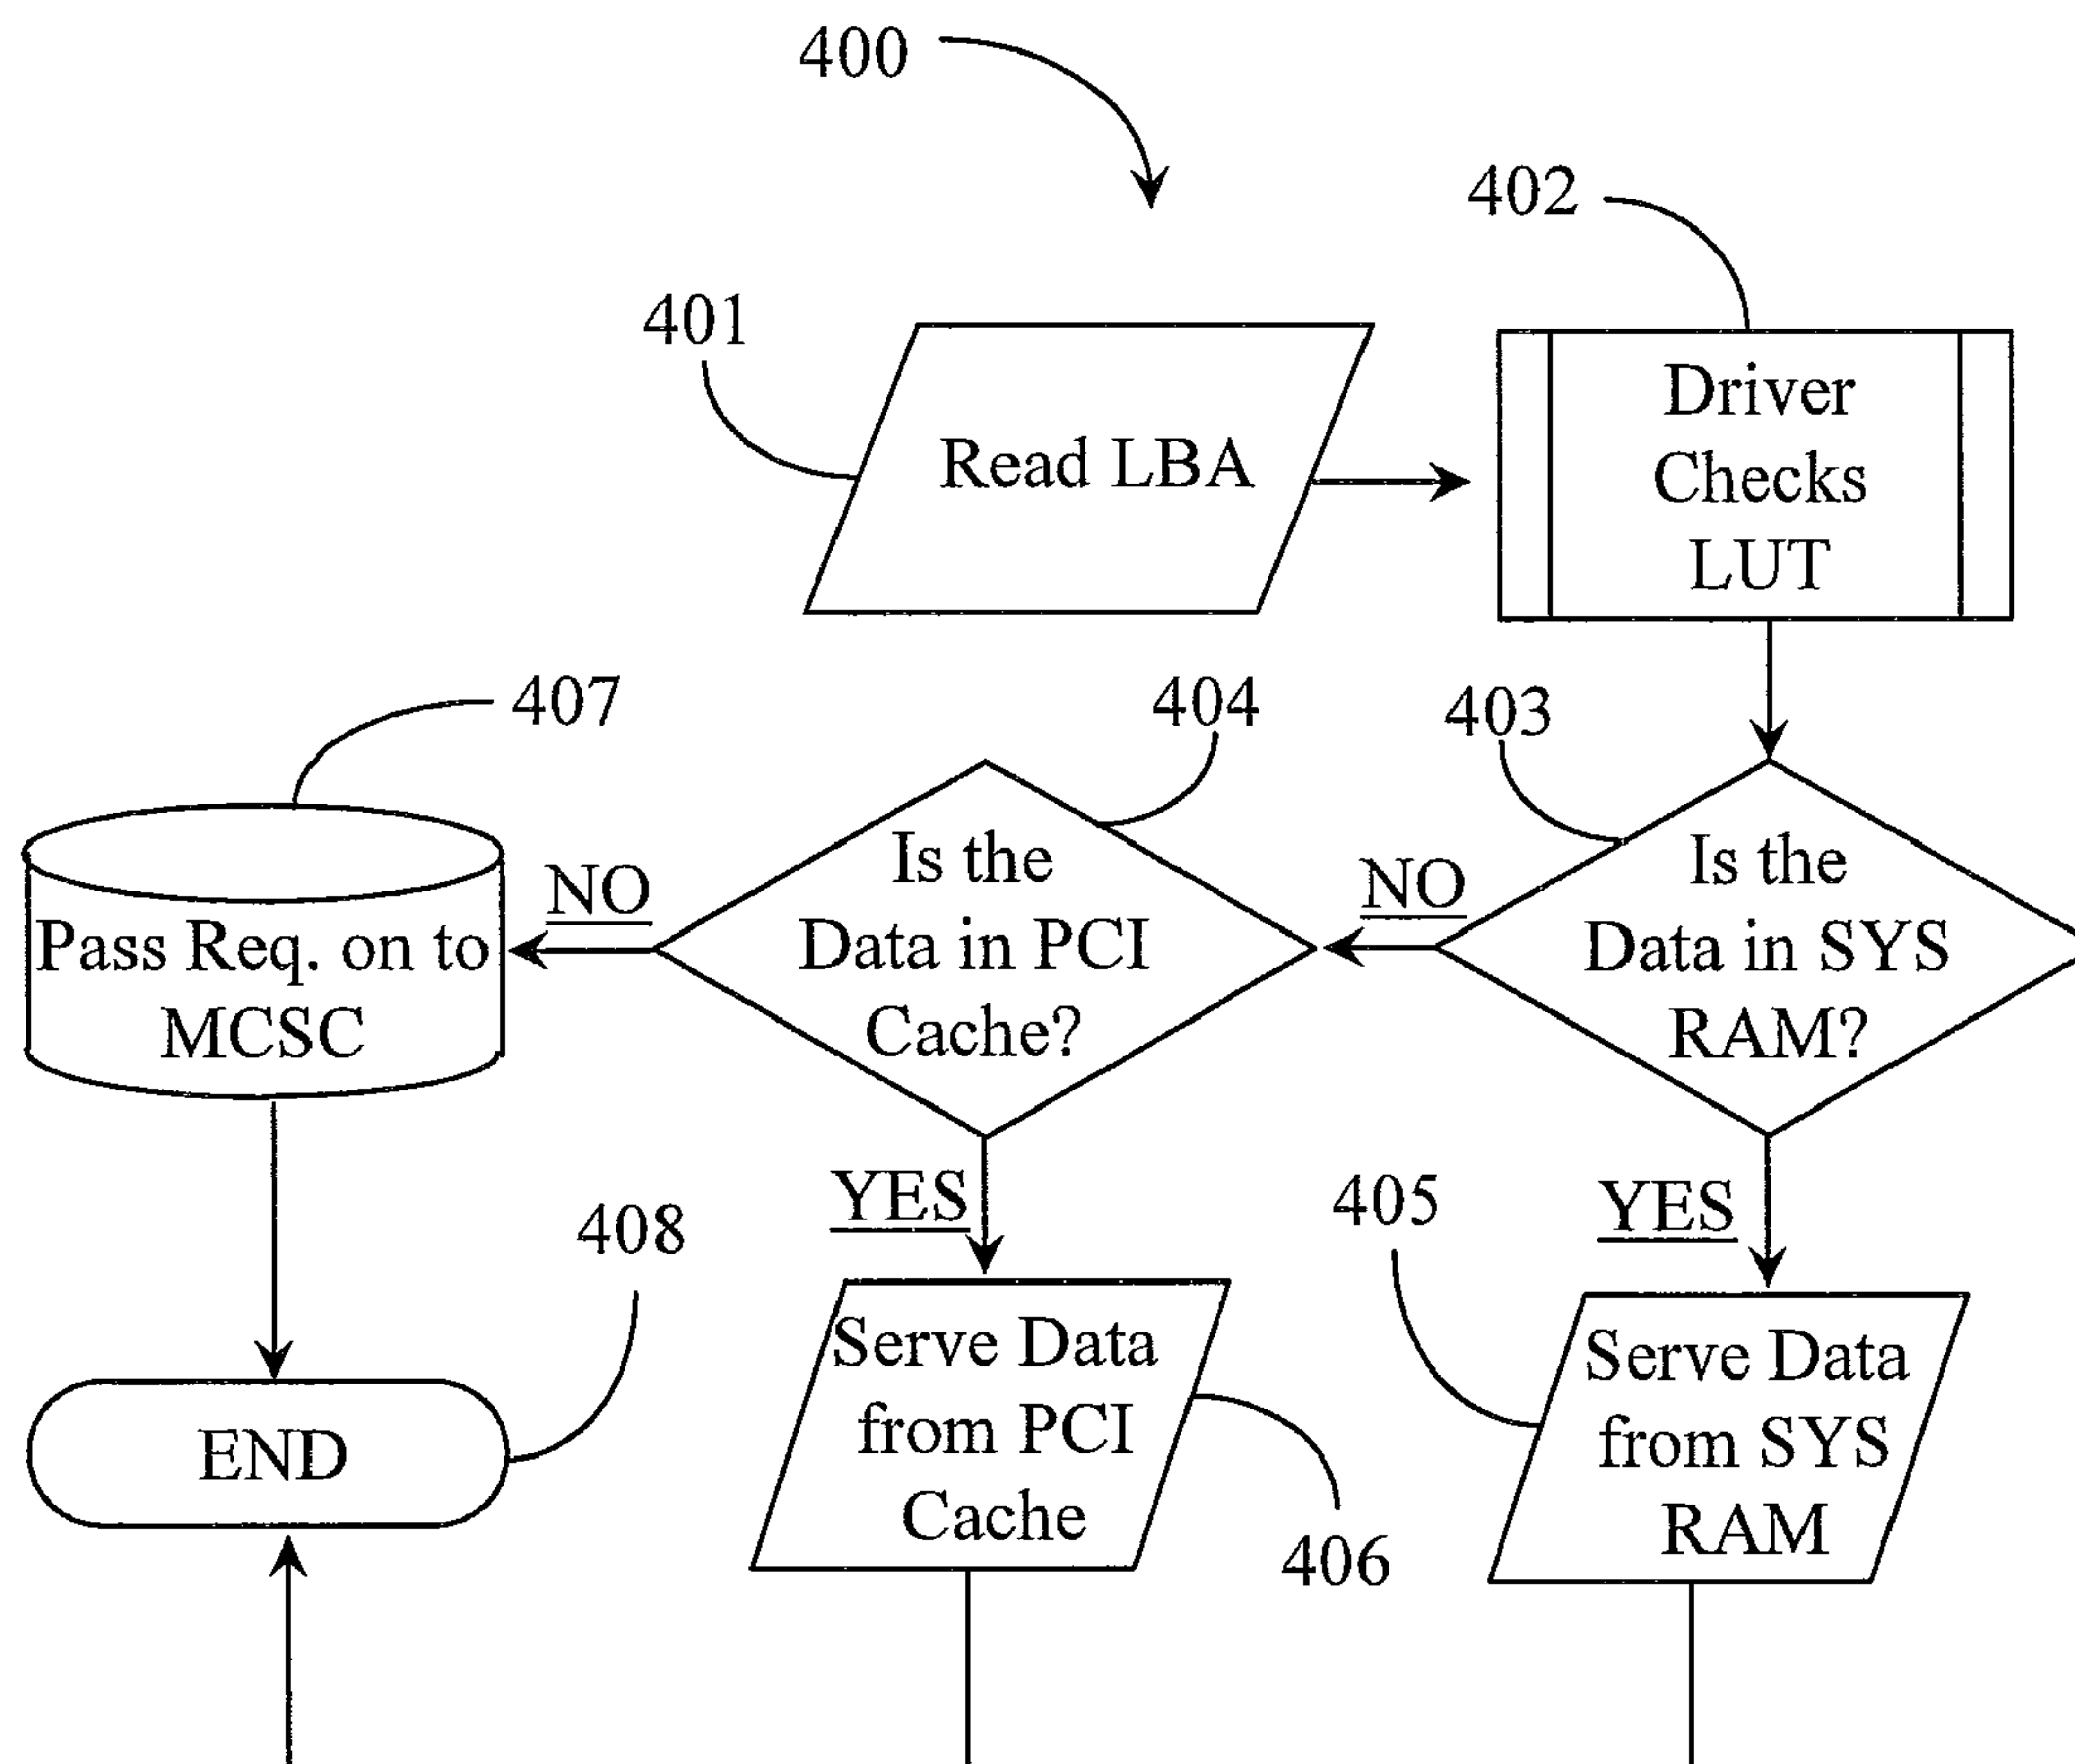 400
402
401
Read LBA
Driver
Checks
LUT
407
404
403
Pass Req. on to
MCSC
NO
Is the
Data in PCI
Cache?
NO
Is the
Data in SYS
RAM?
YES
YES
408
405
END
Serve Data
from PCI
Cache
406
Serve Data
from SYS
RAM